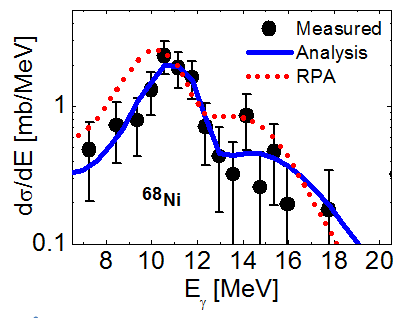 Measured
Analysis
RPA
dσ/dE [mb/MeV]
1
0.1
⁶⁸Ni
8 10 12 14 16 18 20
Eγ [MeV]